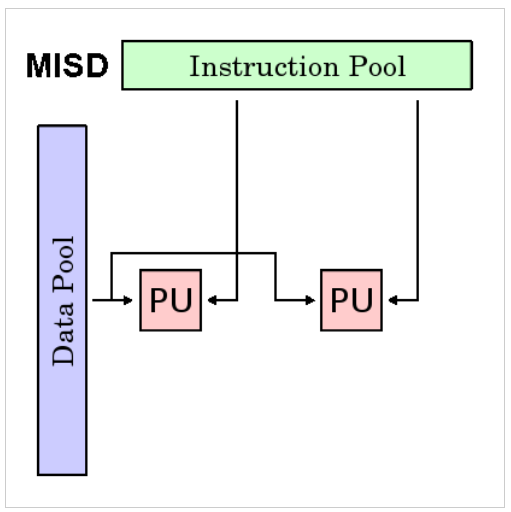 MISD
Instruction Pool
Data Pool
PU
PU